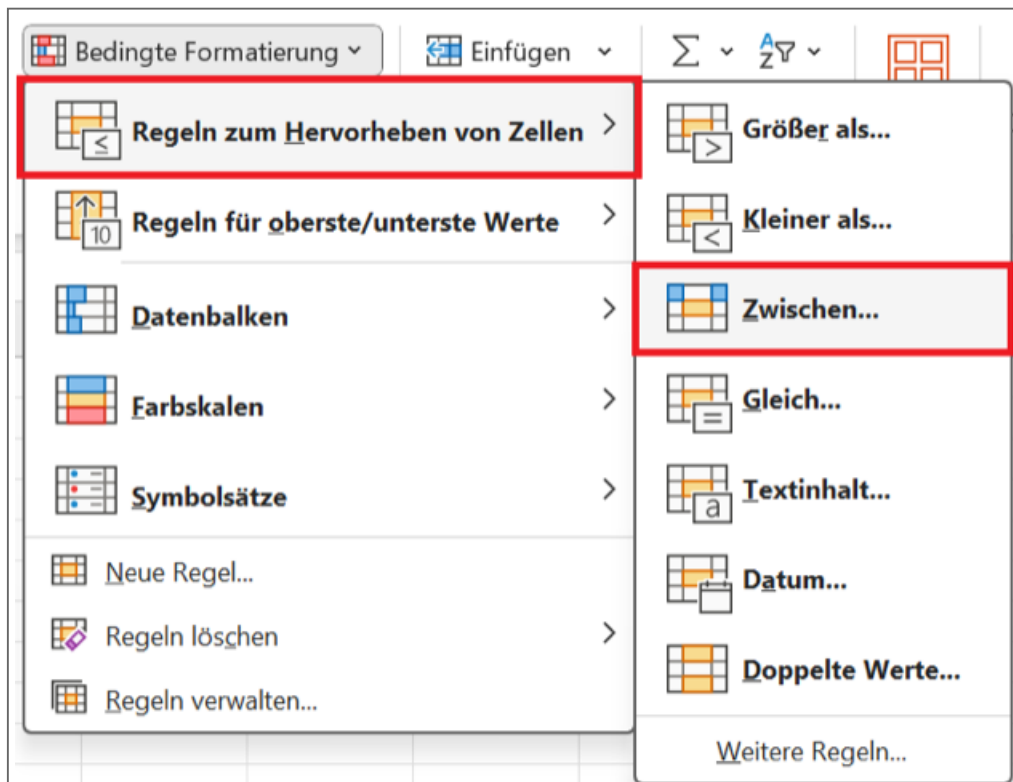 Bedingte Formatierung
Einfügen
Σ
AZ
Regeln zum Hervorheben von Zellen
≤
Regeln für oberste/unterste Werte
10
Datenbalken
Farbskalen
Symbolsätze
Neue Regel...
Regeln löschen
Regeln verwalten...
Größer als...
>
Kleiner als...
<
Zwischen...
Gleich...
=
Textinhalt...
a
Datum...
Doppelte Werte...
Weitere Regeln...